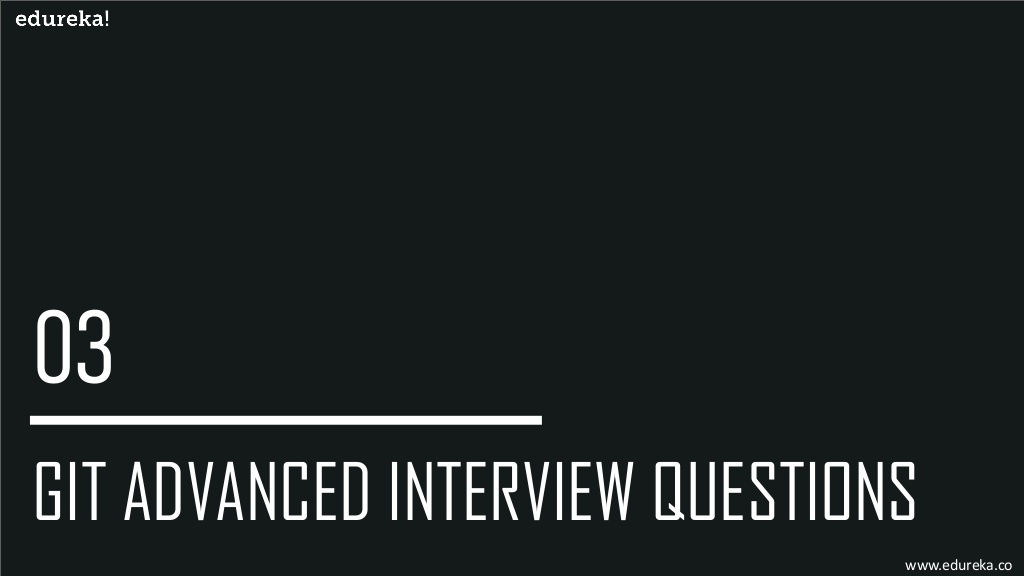 edureka!
03
GIT ADVANCED INTERVIEW QUESTIONS
www.edureka.co